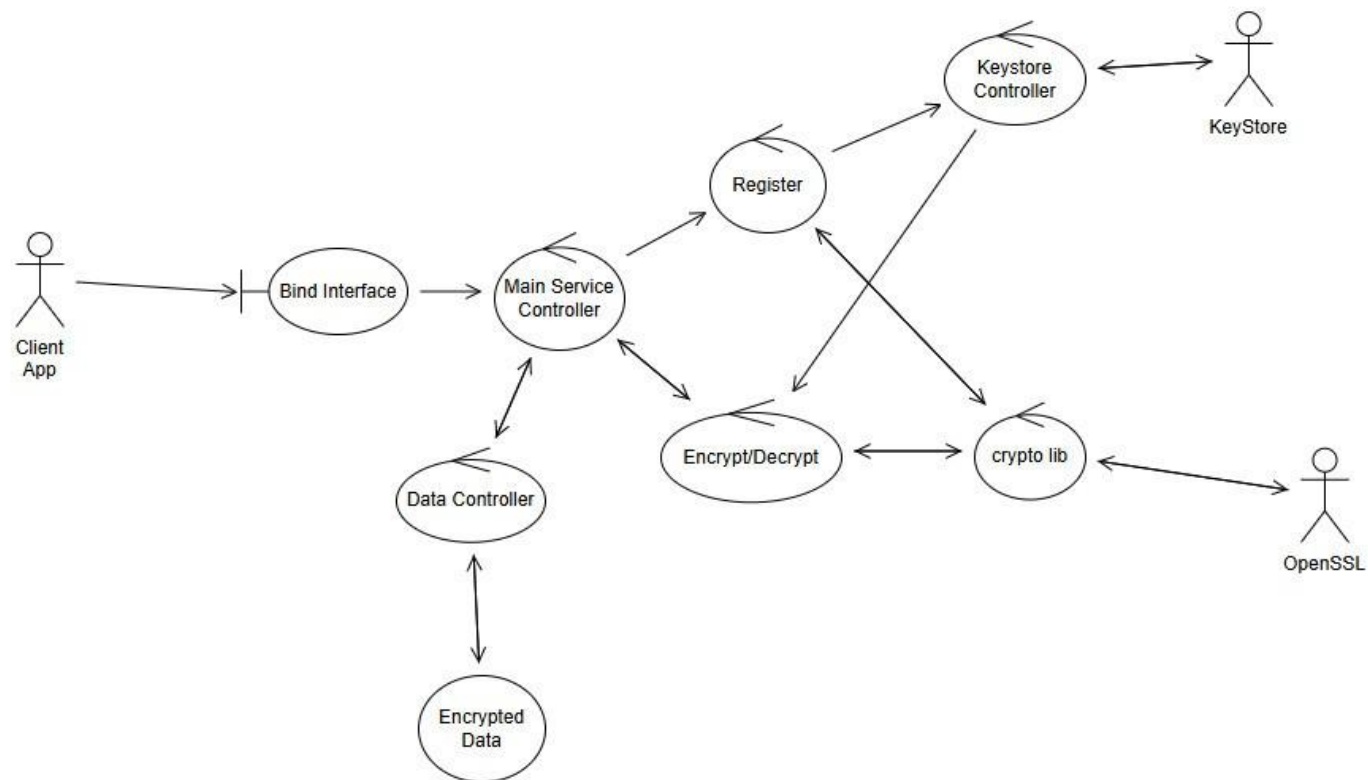 Keystore
Controller
KeyStore
Register
Bind Interface
Main Service
Controller
Client
App
Encrypt/Decrypt
crypto lib
Data Controller
OpenSSL
Encrypted
Data